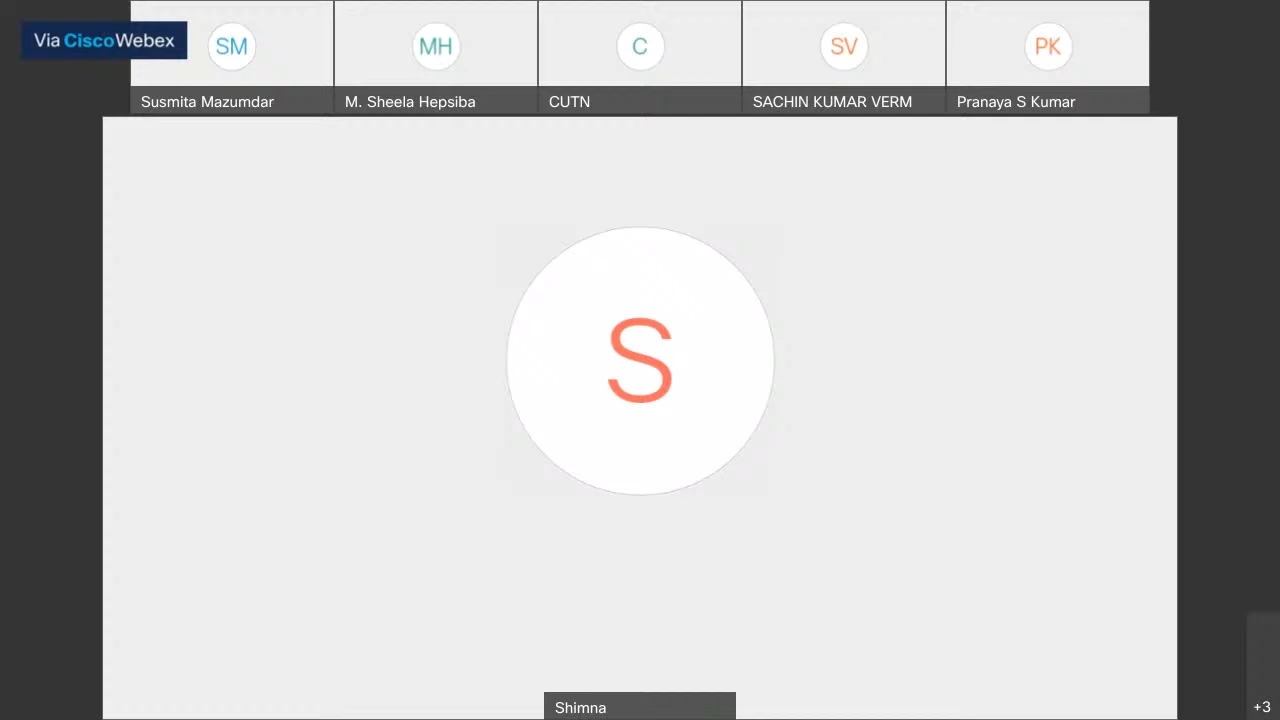 Via CiscoWebex
SM
MH
C
SV
PK
Susmita Mazumdar
M. Sheela Hepsiba
CUTN
SACHIN KUMAR VERM
Pranaya S Kumar
S
Shimna
+3